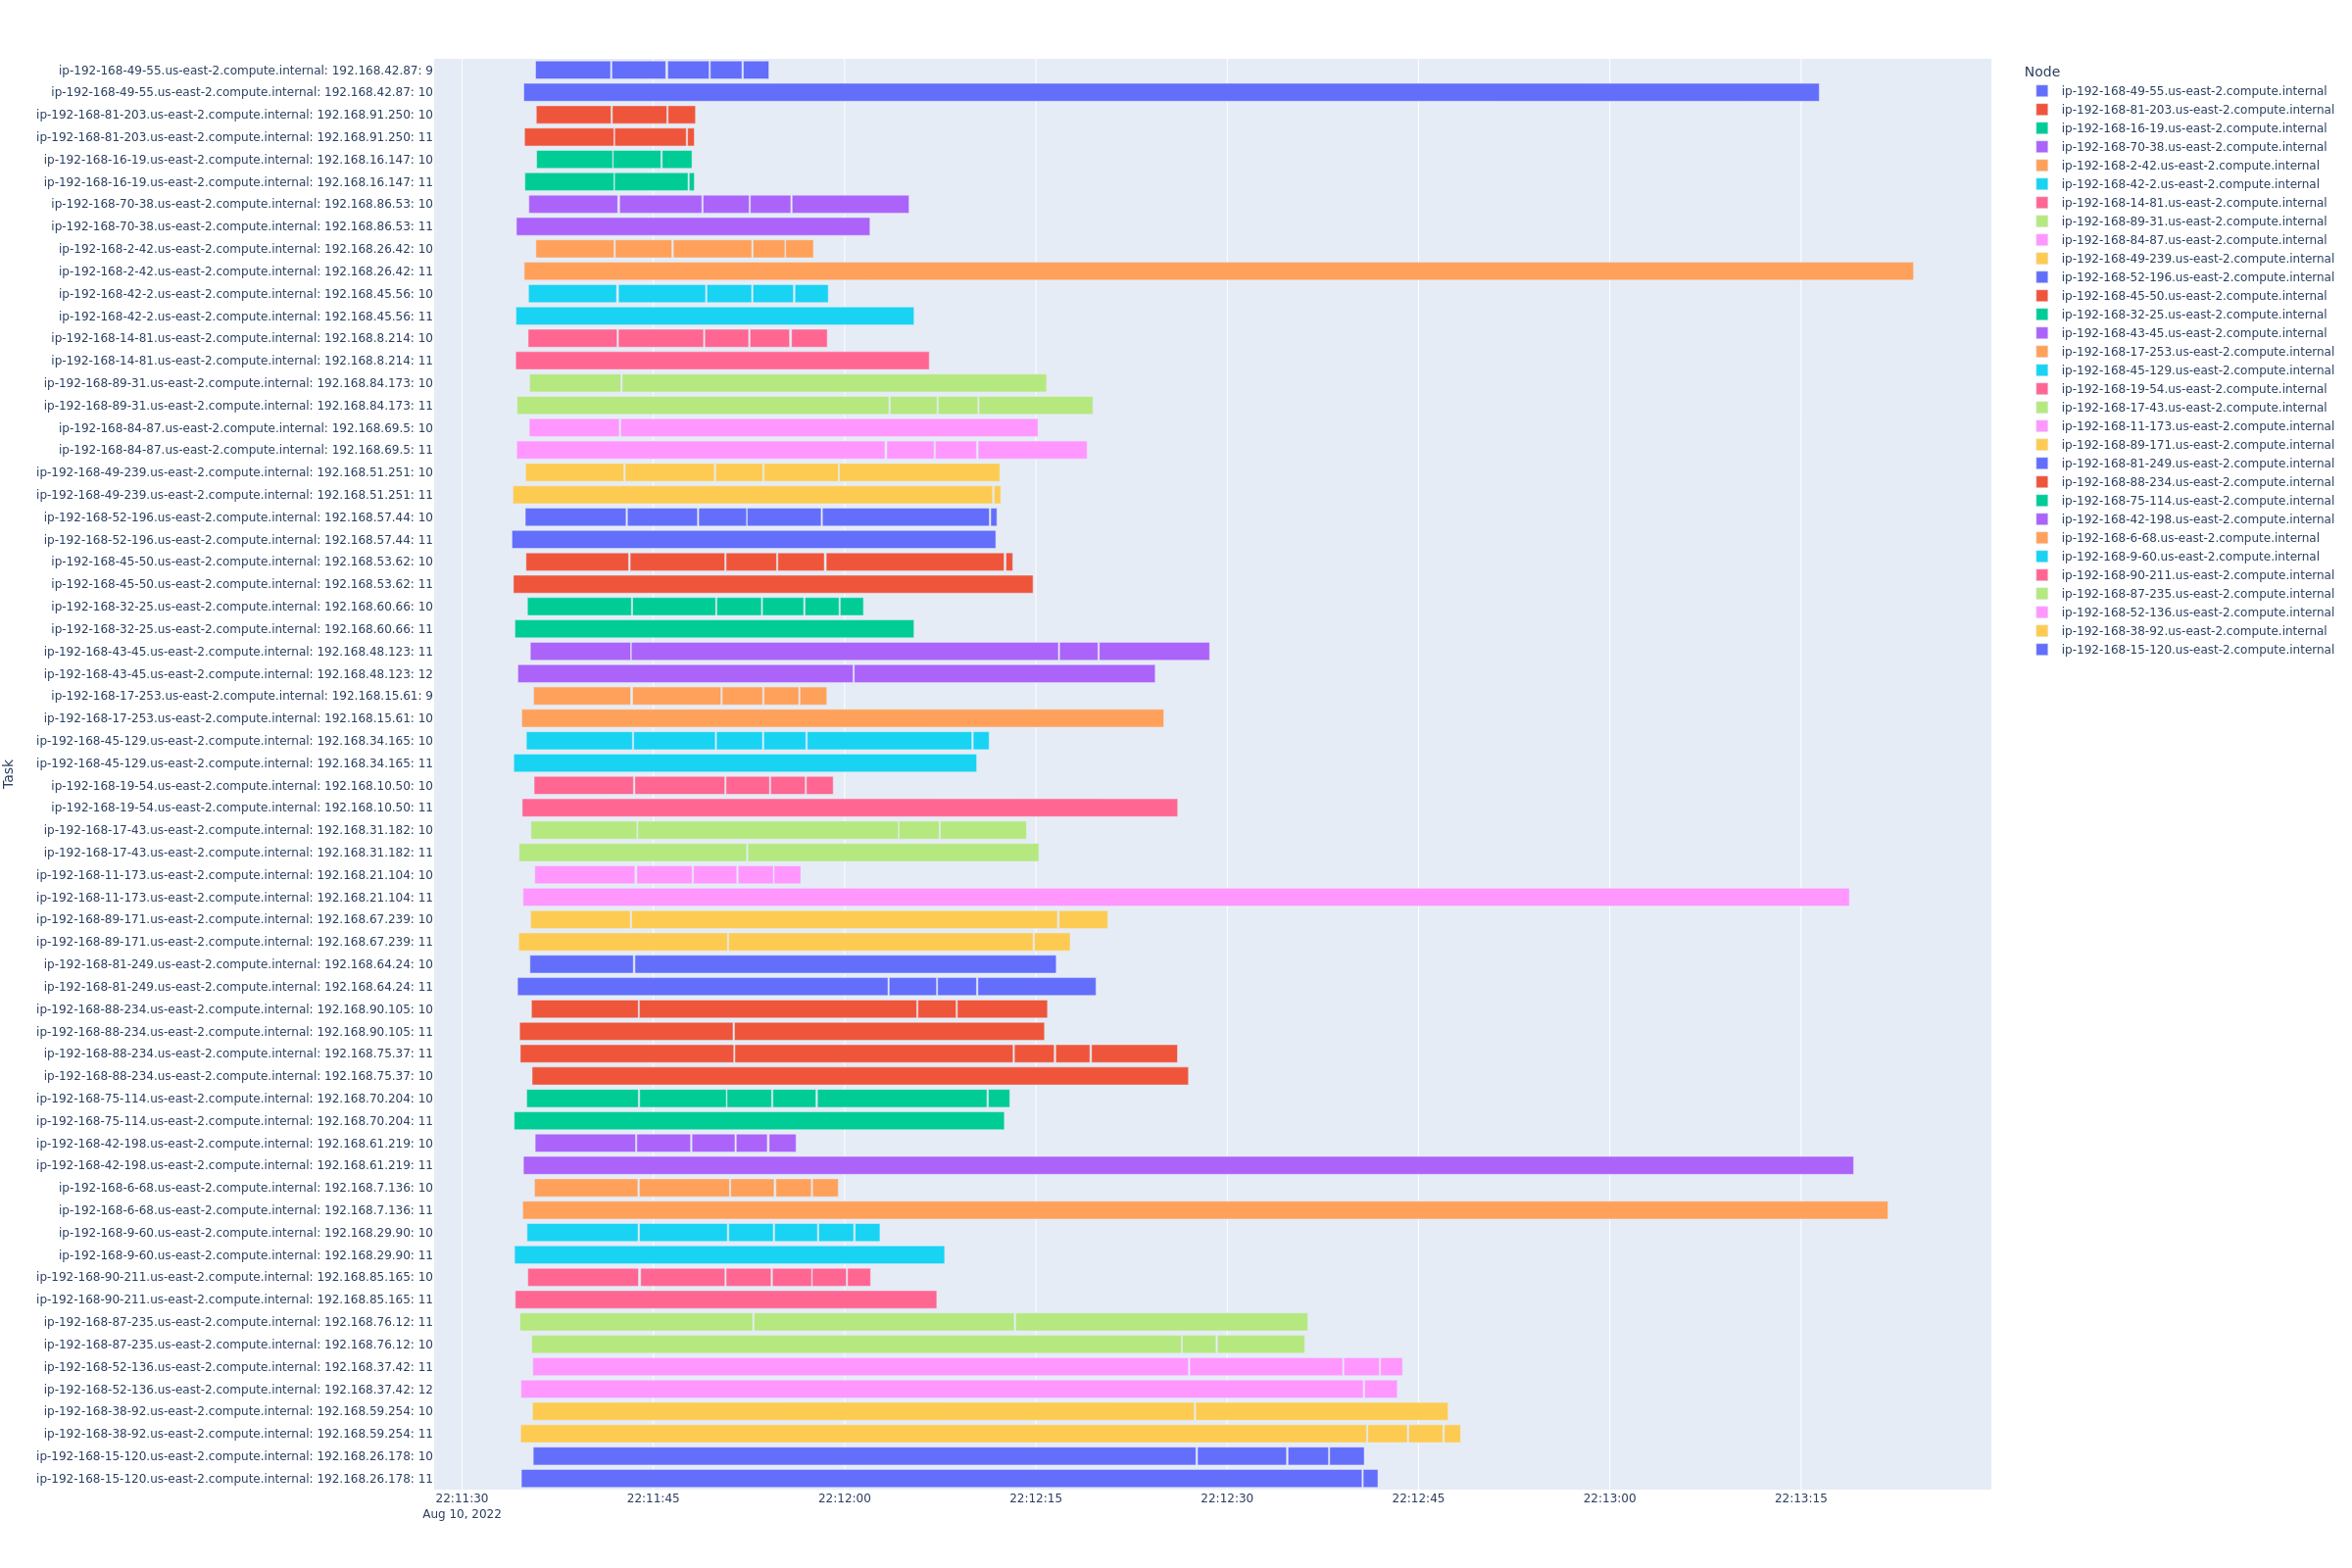 ip-192-168-49-55.us-east-2.compute.internal: 192.168.42.87: 9
ip-192-168-49-55.us-east-2.compute.internal: 192.168.42.87: 10
ip-192-168-81-203.us-east-2.compute.internal: 192.168.91.250: 10
ip-192-168-81-203.us-east-2.compute.internal: 192.168.91.250: 11
ip-192-168-16-19.us-east-2.compute.internal: 192.168.16.147: 10
ip-192-168-16-19.us-east-2.compute.internal: 192.168.16.147: 11
ip-192-168-70-38.us-east-2.compute.internal: 192.168.86.53: 10
ip-192-168-70-38.us-east-2.compute.internal: 192.168.86.53: 11
ip-192-168-2-42.us-east-2.compute.internal: 192.168.26.42: 10
ip-192-168-2-42.us-east-2.compute.internal: 192.168.26.42: 11
ip-192-168-42-2.us-east-2.compute.internal: 192.168.45.56: 10
ip-192-168-42-2.us-east-2.compute.internal: 192.168.45.56: 11
ip-192-168-14-81.us-east-2.compute.internal: 192.168.8.214: 10
ip-192-168-14-81.us-east-2.compute.internal: 192.168.8.214: 11
ip-192-168-89-31.us-east-2.compute.internal: 192.168.84.173: 10
ip-192-168-89-31.us-east-2.compute.internal: 192.168.84.173: 11
ip-192-168-84-87.us-east-2.compute.internal: 192.168.69.5: 10
ip-192-168-84-87.us-east-2.compute.internal: 192.168.69.5: 11
ip-192-168-49-239.us-east-2.compute.internal: 192.168.51.251: 10
ip-192-168-49-239.us-east-2.compute.internal: 192.168.51.251: 11
ip-192-168-52-196.us-east-2.compute.internal: 192.168.57.44: 10
ip-192-168-52-196.us-east-2.compute.internal: 192.168.57.44: 11
ip-192-168-45-50.us-east-2.compute.internal: 192.168.53.62: 10
ip-192-168-45-50.us-east-2.compute.internal: 192.168.53.62: 11
ip-192-168-32-25.us-east-2.compute.internal: 192.168.60.66: 10
ip-192-168-32-25.us-east-2.compute.internal: 192.168.60.66: 11
ip-192-168-43-45.us-east-2.compute.internal: 192.168.48.123: 11
ip-192-168-43-45.us-east-2.compute.internal: 192.168.48.123: 12
ip-192-168-17-253.us-east-2.compute.internal: 192.168.15.61: 9
ip-192-168-17-253.us-east-2.compute.internal: 192.168.15.61: 10
ip-192-168-45-129.us-east-2.compute.internal: 192.168.34.165: 10
ip-192-168-45-129.us-east-2.compute.internal: 192.168.34.165: 11
ip-192-168-19-54.us-east-2.compute.internal: 192.168.10.50: 10
ip-192-168-19-54.us-east-2.compute.internal: 192.168.10.50: 11
ip-192-168-17-43.us-east-2.compute.internal: 192.168.31.182: 10
ip-192-168-17-43.us-east-2.compute.internal: 192.168.31.182: 11
ip-192-168-11-173.us-east-2.compute.internal: 192.168.21.104: 10
ip-192-168-11-173.us-east-2.compute.internal: 192.168.21.104: 11
ip-192-168-89-171.us-east-2.compute.internal: 192.168.67.239: 10
ip-192-168-89-171.us-east-2.compute.internal: 192.168.67.239: 11
ip-192-168-81-249.us-east-2.compute.internal: 192.168.64.24: 10
ip-192-168-81-249.us-east-2.compute.internal: 192.168.64.24: 11
ip-192-168-88-234.us-east-2.compute.internal: 192.168.90.105: 10
ip-192-168-88-234.us-east-2.compute.internal: 192.168.90.105: 11
ip-192-168-88-234.us-east-2.compute.internal: 192.168.75.37: 11
ip-192-168-88-234.us-east-2.compute.internal: 192.168.75.37: 10
ip-192-168-75-114.us-east-2.compute.internal: 192.168.70.204: 10
ip-192-168-75-114.us-east-2.compute.internal: 192.168.70.204: 11
ip-192-168-42-198.us-east-2.compute.internal: 192.168.61.219: 10
ip-192-168-42-198.us-east-2.compute.internal: 192.168.61.219: 11
ip-192-168-6-68.us-east-2.compute.internal: 192.168.7.136: 10
ip-192-168-6-68.us-east-2.compute.internal: 192.168.7.136: 11
ip-192-168-9-60.us-east-2.compute.internal: 192.168.29.90: 10
ip-192-168-9-60.us-east-2.compute.internal: 192.168.29.90: 11
ip-192-168-90-211.us-east-2.compute.internal: 192.168.85.165: 10
ip-192-168-90-211.us-east-2.compute.internal: 192.168.85.165: 11
ip-192-168-87-235.us-east-2.compute.internal: 192.168.76.12: 11
ip-192-168-87-235.us-east-2.compute.internal: 192.168.76.12: 10
ip-192-168-52-136.us-east-2.compute.internal: 192.168.37.42: 11
ip-192-168-52-136.us-east-2.compute.internal: 192.168.37.42: 12
ip-192-168-38-92.us-east-2.compute.internal: 192.168.59.254: 10
ip-192-168-38-92.us-east-2.compute.internal: 192.168.59.254: 11
ip-192-168-15-120.us-east-2.compute.internal: 192.168.26.178: 10
ip-192-168-15-120.us-east-2.compute.internal: 192.168.26.178: 11
Task
22:11:30 22:11:45 22:12:00 22:12:15 22:12:30 22:12:45 22:13:00 22:13:15
Aug 10, 2022
Node
ip-192-168-49-55.us-east-2.compute.internal
ip-192-168-81-203.us-east-2.compute.internal
ip-192-168-16-19.us-east-2.compute.internal
ip-192-168-70-38.us-east-2.compute.internal
ip-192-168-2-42.us-east-2.compute.internal
ip-192-168-42-2.us-east-2.compute.internal
ip-192-168-14-81.us-east-2.compute.internal
ip-192-168-89-31.us-east-2.compute.internal
ip-192-168-84-87.us-east-2.compute.internal
ip-192-168-49-239.us-east-2.compute.internal
ip-192-168-52-196.us-east-2.compute.internal
ip-192-168-45-50.us-east-2.compute.internal
ip-192-168-32-25.us-east-2.compute.internal
ip-192-168-43-45.us-east-2.compute.internal
ip-192-168-17-253.us-east-2.compute.internal
ip-192-168-45-129.us-east-2.compute.internal
ip-192-168-19-54.us-east-2.compute.internal
ip-192-168-17-43.us-east-2.compute.internal
ip-192-168-11-173.us-east-2.compute.internal
ip-192-168-89-171.us-east-2.compute.internal
ip-192-168-81-249.us-east-2.compute.internal
ip-192-168-88-234.us-east-2.compute.internal
ip-192-168-75-114.us-east-2.compute.internal
ip-192-168-42-198.us-east-2.compute.internal
ip-192-168-6-68.us-east-2.compute.internal
ip-192-168-9-60.us-east-2.compute.internal
ip-192-168-90-211.us-east-2.compute.internal
ip-192-168-87-235.us-east-2.compute.internal
ip-192-168-52-136.us-east-2.compute.internal
ip-192-168-38-92.us-east-2.compute.internal
ip-192-168-15-120.us-east-2.compute.internal